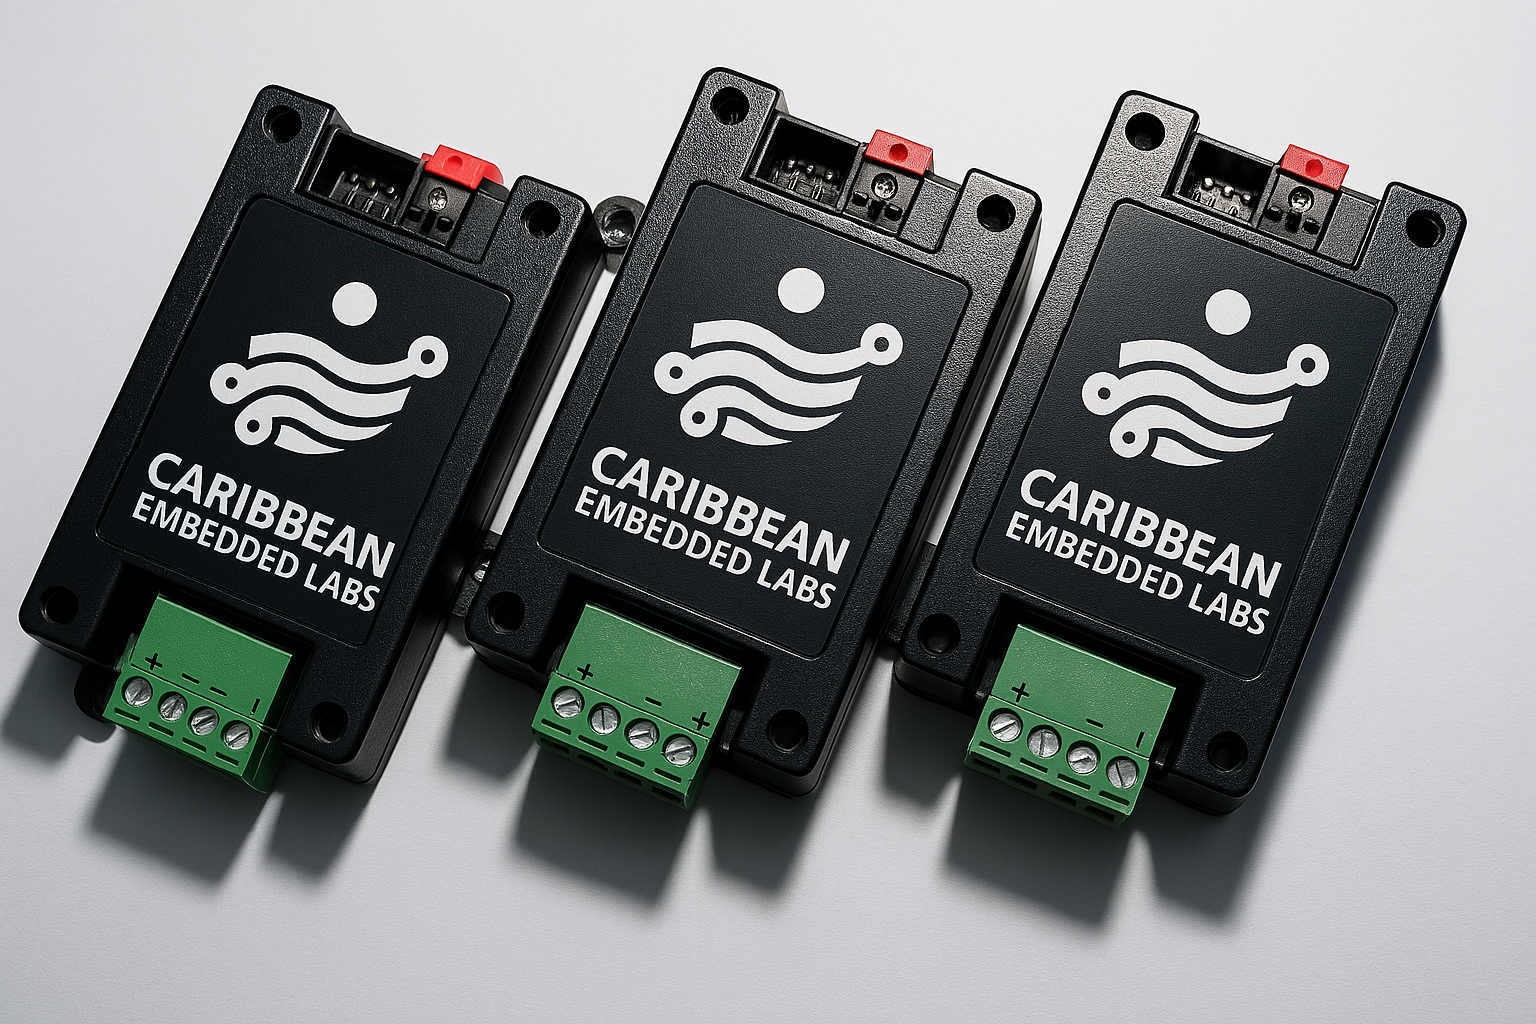 CARIBBEAN
EMBEDDED LABS
+ - - |
CARIBBEAN
EMBEDDED LABS
+ - +
CARIBBEAN
EMBEDDED LABS
+ - |